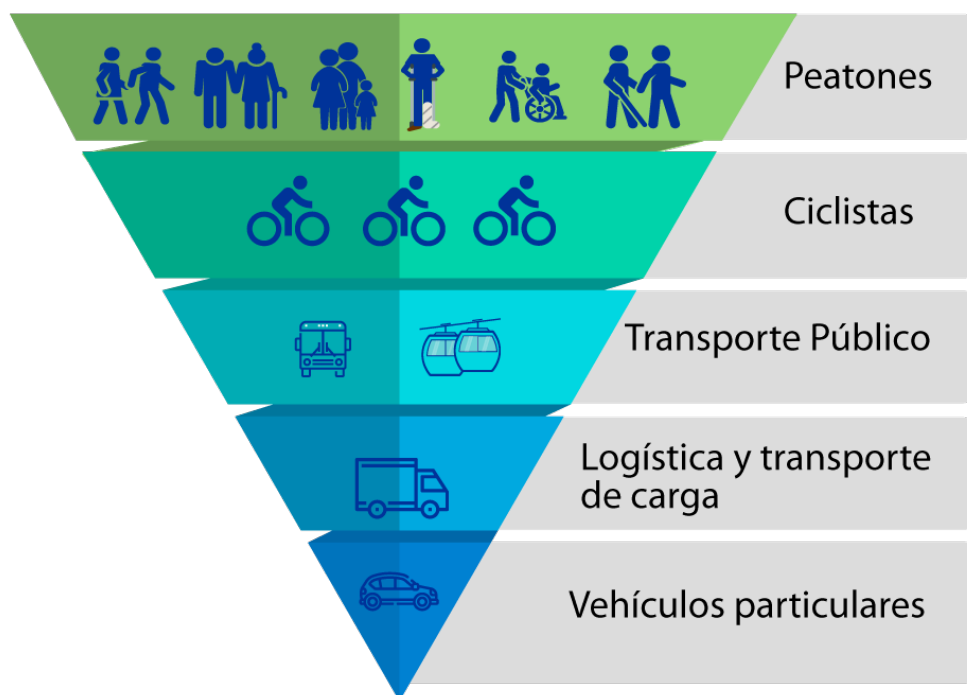 Peatones
Ciclistas
Transporte Público
Logística y transporte
de carga
Vehículos particulares